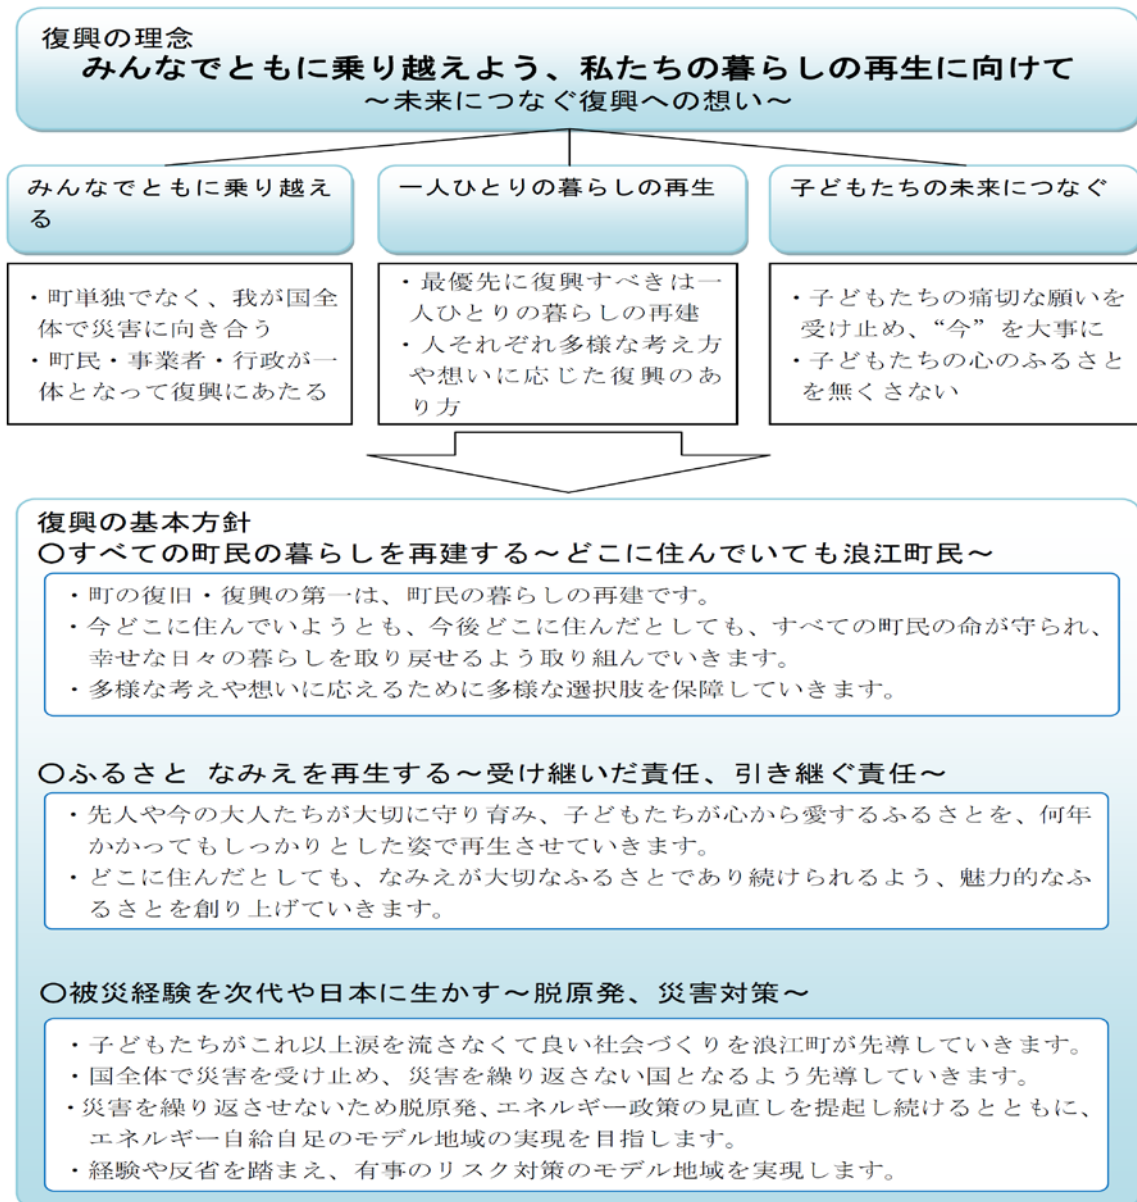 復興の理念
みんなでともに乗り越えよう、私たちの暮らしの再生に向けて
～未来につなぐ復興への想い～
みんなでともに乗り越え
る
・町単独でなく、我が国全
体で災害に向き合う
・町民・事業者・行政が一
体となって復興にあたる
一人ひとりの暮らしの再生
・最優先に復興すべきは一
人ひとりの暮らしの再建
・人それぞれ多様な考え方
や想いに応じた復興のあ
り方
子どもたちの未来につなぐ
・子どもたちの痛切な願いを
受け止め、“今”を大事に
・子どもたちの心のふるさと
を無くさない
復興の基本方針
〇すべての町民の暮らしを再建する～どこに住んでいても浪江町民～
・町の復旧・復興の第一は、町民の暮らしの再建です。
・今どこに住んでいようとも、今後どこに住んだとしても、すべての町民の命が守られ、
幸せな日々の暮らしを取り戻せるよう取り組んでいきます。
・多様な考えや想いに応えるために多様な選択肢を保障していきます。
〇ふるさと なみえを再生する～受け継いだ責任、引き継ぐ責任～
・先人や今の大人たちが大切に守り育み、子どもたちが心から愛するふるさとを、何年
かかってもしっかりとした姿で再生させていきます。
・どこに住んだとしても、なみえが大切なふるさとであり続けられるよう、魅力的なふ
るさとを創り上げていきます。
〇被災経験を次代や日本に生かす～脱原発、災害対策～
・子どもたちがこれ以上涙を流さなくて良い社会づくりを浪江町が先導していきます。
・国全体で災害を受け止め、災害を繰り返さない国となるよう先導していきます。
・災害を繰り返させないため脱原発、エネルギー政策の見直しを提起し続けるとともに、
エネルギー自給自足のモデル地域の実現を目指します。
・経験や反省を踏まえ、有事のリスク対策のモデル地域を実現します。